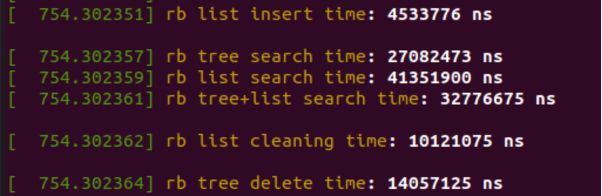 [  754.302351] rb list insert time: 4533776 ns
[  754.302357] rb tree search time: 27082473 ns
[  754.302359] rb list search time: 41351900 ns
[  754.302361] rb tree+list search time: 32776675 ns
[  754.302362] rb list cleaning time: 10121075 ns
[  754.302364] rb tree delete time: 14057125 ns